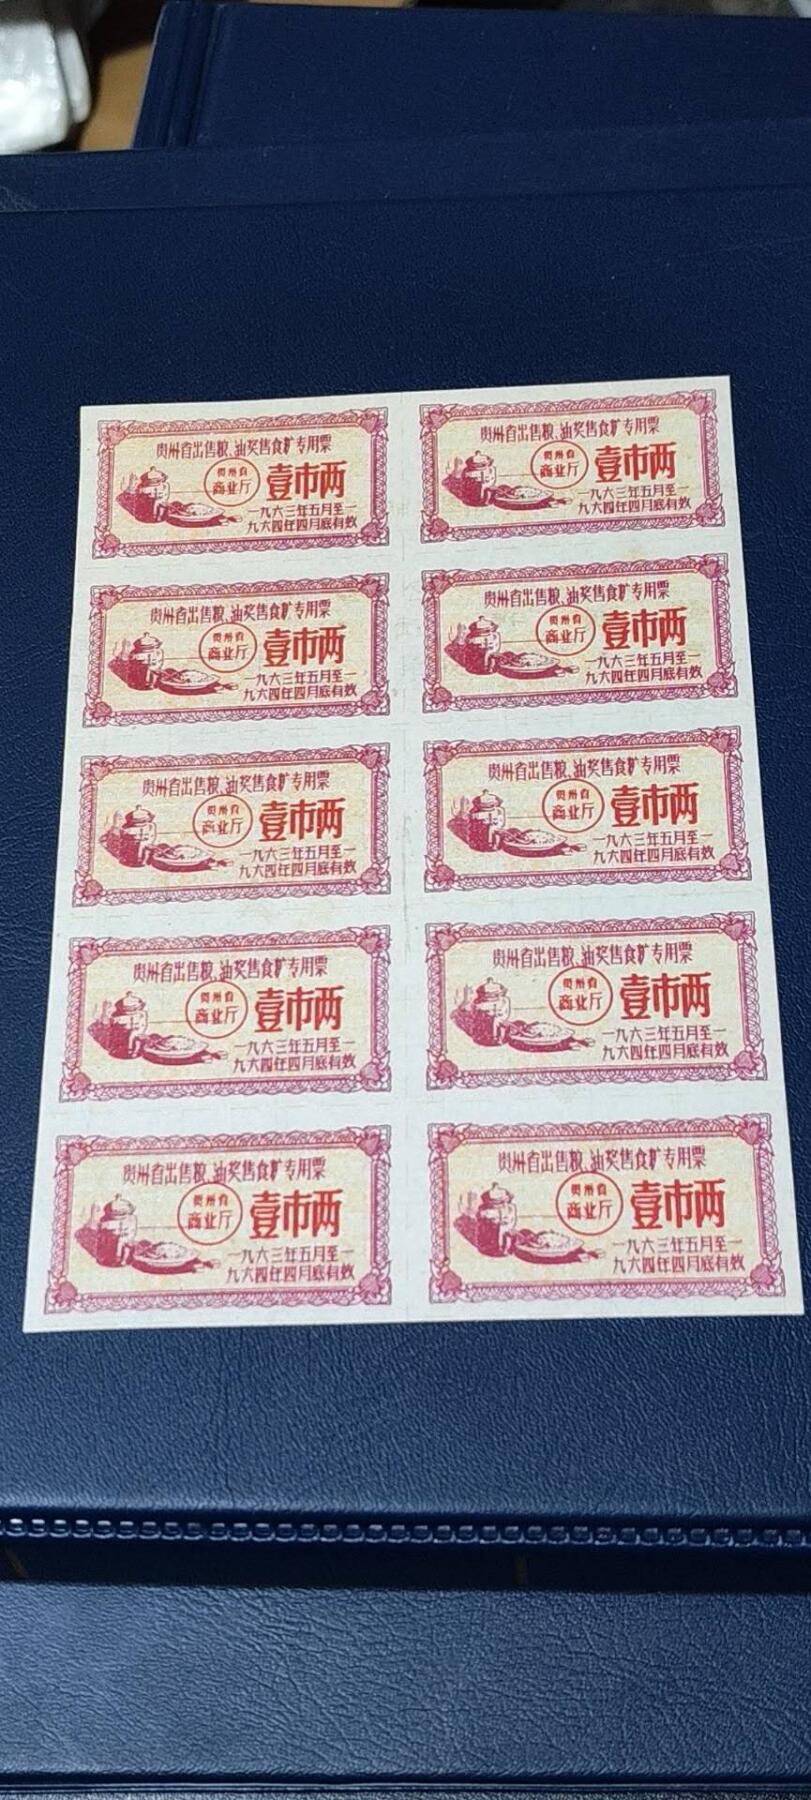 贵州省出售粮、油奖售食糖专用票
贵州省
商业厅
壹市两
一九六三年五月至一
九六四年四月底有效
贵州省出售粮、油奖售食糖专用票
贵州省
商业厅
壹市两
一九六三年五月至一
九六四年四月底有效
贵州省出售粮、油奖售食糖专用票
贵州省
商业厅
壹市两
一九六三年五月至一
九六四年四月底有效
贵州省出售粮、油奖售食糖专用票
贵州省
商业厅
壹市两
一九六三年五月至一
九六四年四月底有效
贵州省出售粮、油奖售食糖专用票
贵州省
商业厅
壹市两
一九六三年五月至一
九六四年四月底有效
贵州省出售粮、油奖售食糖专用票
贵州省
商业厅
壹市两
一九六三年五月至一
九六四年四月底有效
贵州省出售粮、油奖售食糖专用票
贵州省
商业厅
壹市两
一九六三年五月至一
九六四年四月底有效
贵州省出售粮、油奖售食糖专用票
贵州省
商业厅
壹市两
一九六三年五月至一
九六四年四月底有效
贵州省出售粮、油奖售食糖专用票
贵州省
商业厅
壹市两
一九六三年五月至一
九六四年四月底有效
贵州省出售粮、油奖售食糖专用票
贵州省
商业厅
壹市两
一九六三年五月至一
九六四年四月底有效